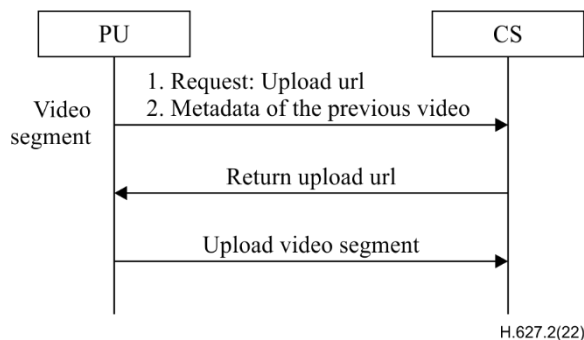 PU
CS
1. Request: Upload url
2. Metadata of the previous video
Video
segment
Return upload url
Upload video segment
H.627.2(22)